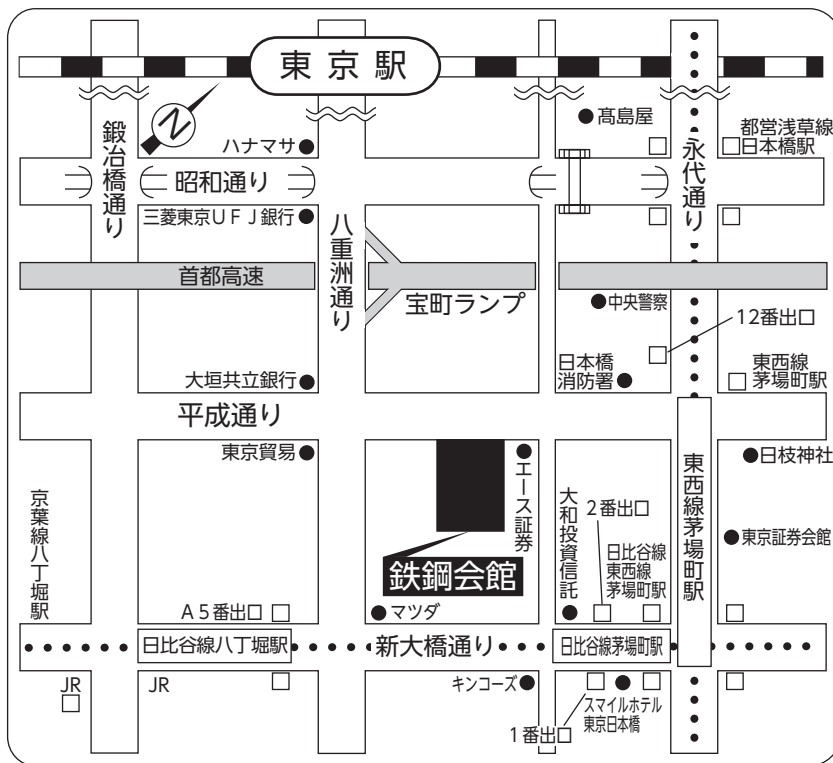 東京駅
N
鍛冶橋通り
ハナマサ
髙島屋
都営浅草線
日本橋駅
永代通り
昭和通り
三菱東京UFJ銀行
八重洲通り
首都高速
宝町ランプ
中央警察
12番出口
日本橋
消防署
東西線
茅場町駅
大垣共立銀行
平成通り
東京貿易
エース証券
日枝神社
東西線茅場町駅
京葉線八丁堀駅
大和投資信託
2番出口
日比谷線
東西線
茅場町駅
東京証券会館
鉄鋼会館
A5番出口
マツダ
日比谷線八丁堀駅
新大橋通り
日比谷線茅場町駅
JR
JR
キンコーズ
スマイルホテル
東京日本橋
1番出口